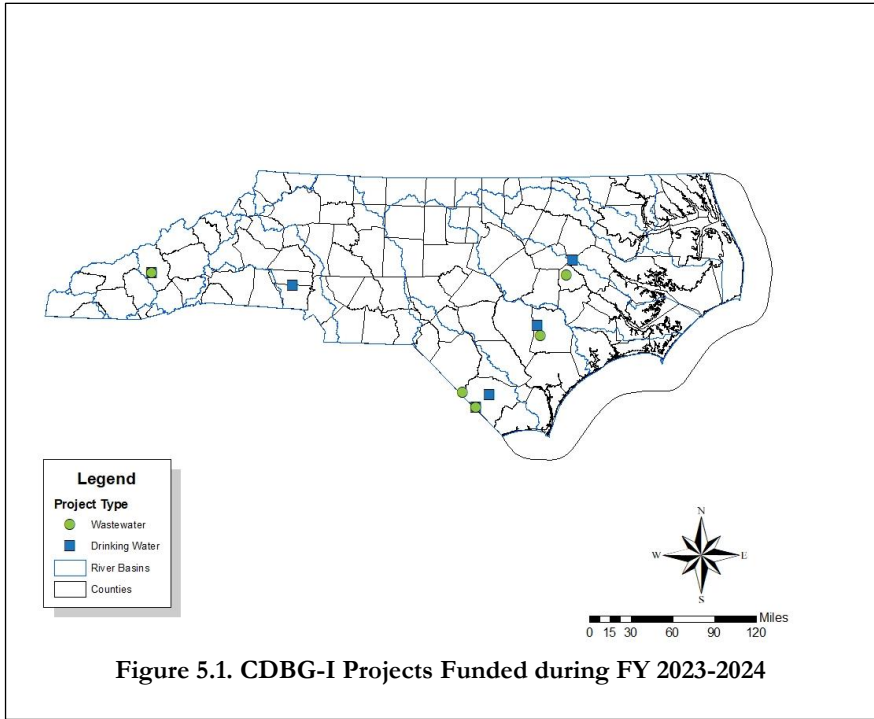 Legend
Project Type
Wastewater
Drinking Water
River Basins
Counties
N
W E
S
Miles
0 15 30 60 90 120
Figure 5.1. CDBG-I Projects Funded during FY 2023-2024